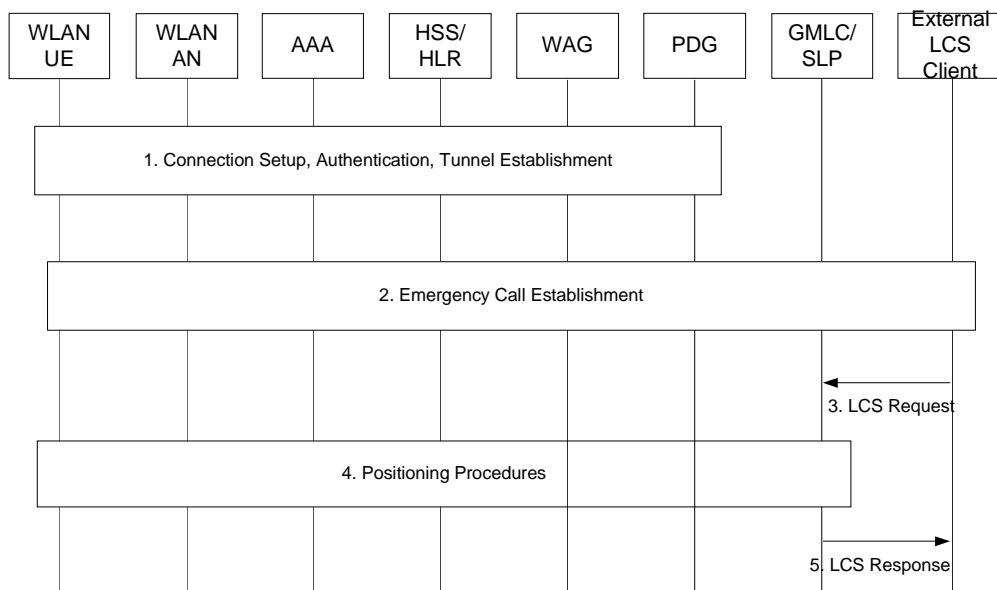 WLAN
UE
WLAN
AN
AAA
HSS/
HLR
WAG
PDG
GMLC/
SLP
External
LCS
Client
1. Connection Setup, Authentication, Tunnel Establishment
2. Emergency Call Establishment
3. LCS Request
4. Positioning Procedures
5. LCS Response